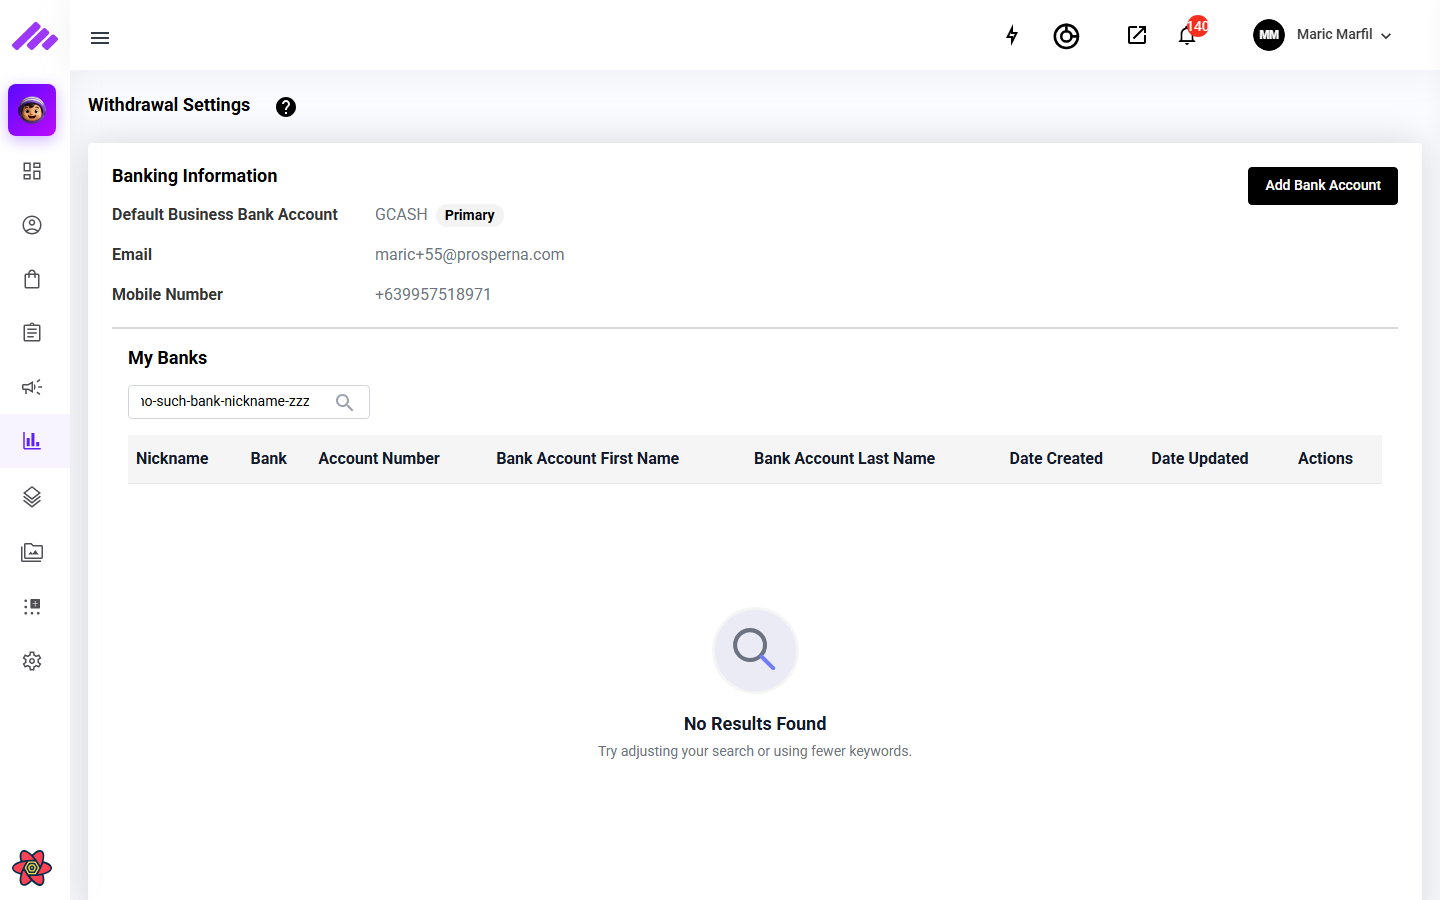 140
MM
Maric Marfil
Withdrawal Settings
?
Banking Information
Add Bank Account
Default Business Bank Account
GCASH
Primary
Email
maric+55@prosperna.com
Mobile Number
+639957518971
My Banks
no-such-bank-nickname-zzz
Nickname
Bank
Account Number
Bank Account First Name
Bank Account Last Name
Date Created
Date Updated
Actions
No Results Found
Try adjusting your search or using fewer keywords.